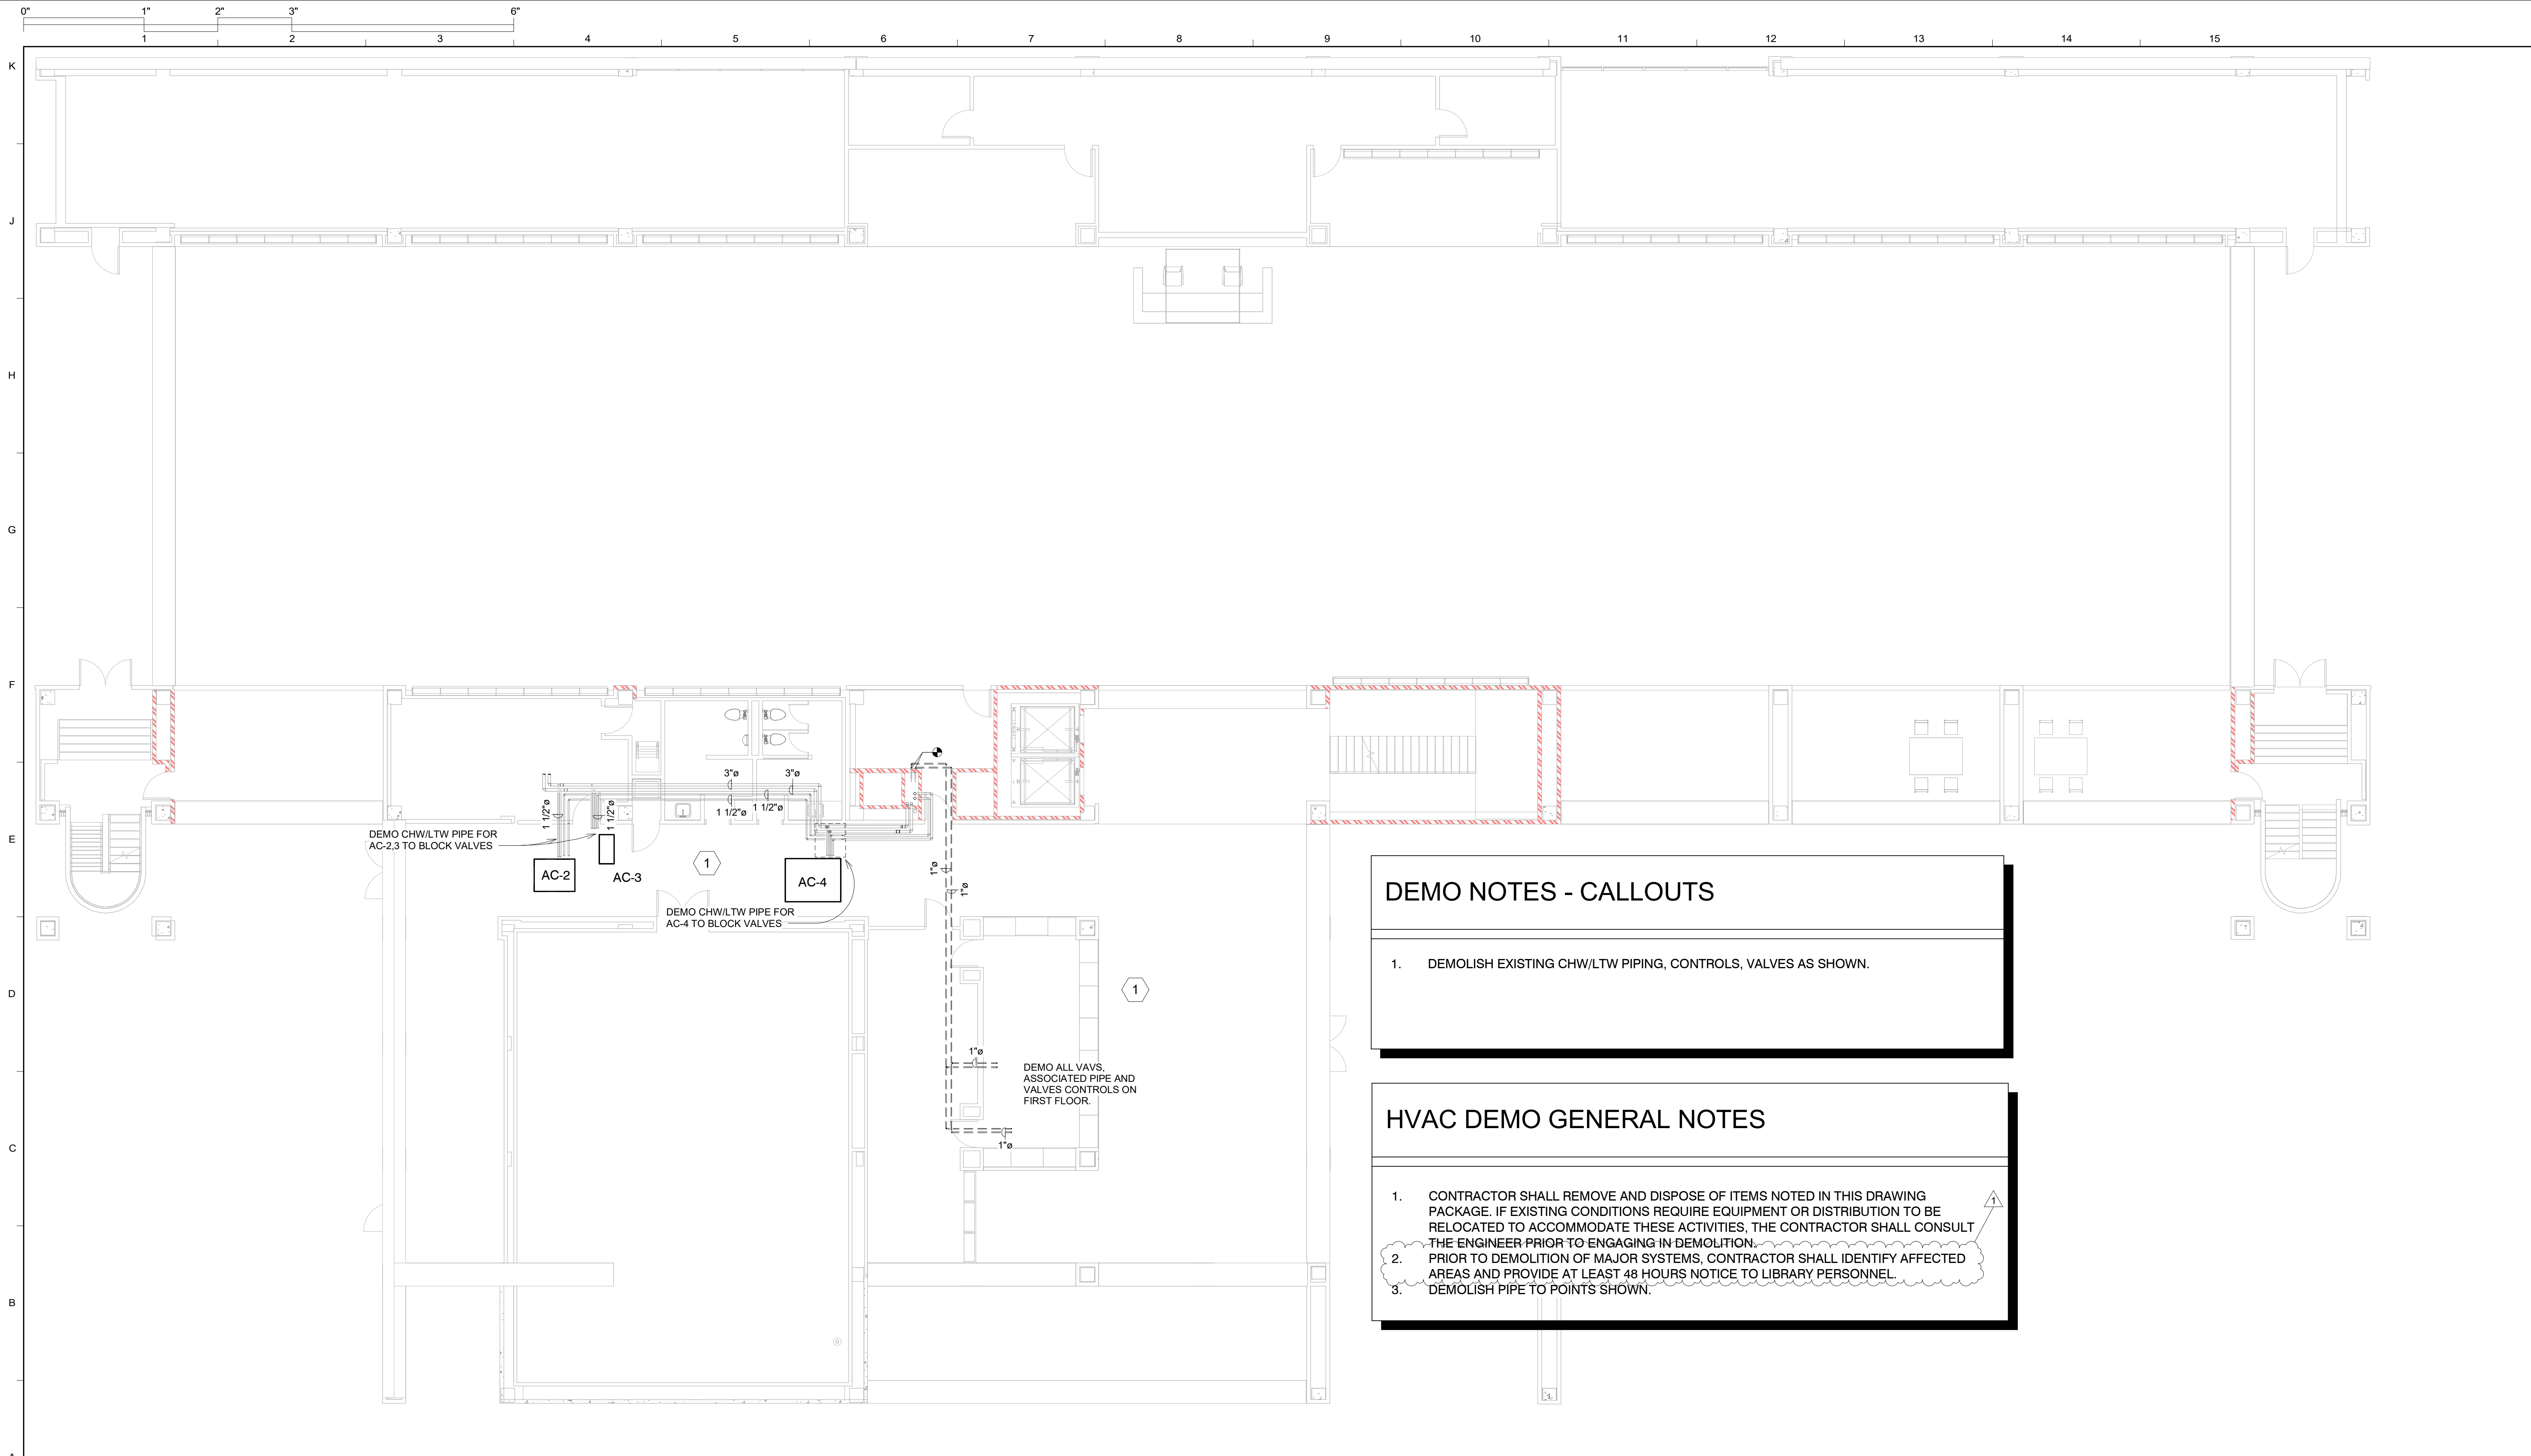 0" 1" 2" 3" 6"
1 2 3 4 5 6 7 8 9 10 11 12 13 14 15
K
J
H
G
F
3"ø 3"ø
1 1/2"ø 1 1/2"ø 1 1/2"ø 1 1/2"ø
E
DEMO CHW/LTW PIPE FOR
AC-2,3 TO BLOCK VALVES
1
AC-2
AC-3
AC-4
1"ø
1"ø
DEMO CHW/LTW PIPE FOR
AC-4 TO BLOCK VALVES
DEMO NOTES - CALLOUTS
1. DEMOLISH EXISTING CHW/LTW PIPING, CONTROLS, VALVES AS SHOWN.
D
1
1"ø
DEMO ALL VAVS,
ASSOCIATED PIPE AND
VALVES CONTROLS ON
FIRST FLOOR.
C
1"ø
HVAC DEMO GENERAL NOTES
1. CONTRACTOR SHALL REMOVE AND DISPOSE OF ITEMS NOTED IN THIS DRAWING
PACKAGE. IF EXISTING CONDITIONS REQUIRE EQUIPMENT OR DISTRIBUTION TO BE
RELOCATED TO ACCOMMODATE THESE ACTIVITIES, THE CONTRACTOR SHALL CONSULT
THE ENGINEER PRIOR TO ENGAGING IN DEMOLITION.
1
2. PRIOR TO DEMOLITION OF MAJOR SYSTEMS, CONTRACTOR SHALL IDENTIFY AFFECTED
AREAS AND PROVIDE AT LEAST 48 HOURS NOTICE TO LIBRARY PERSONNEL.
3. DEMOLISH PIPE TO POINTS SHOWN.
B